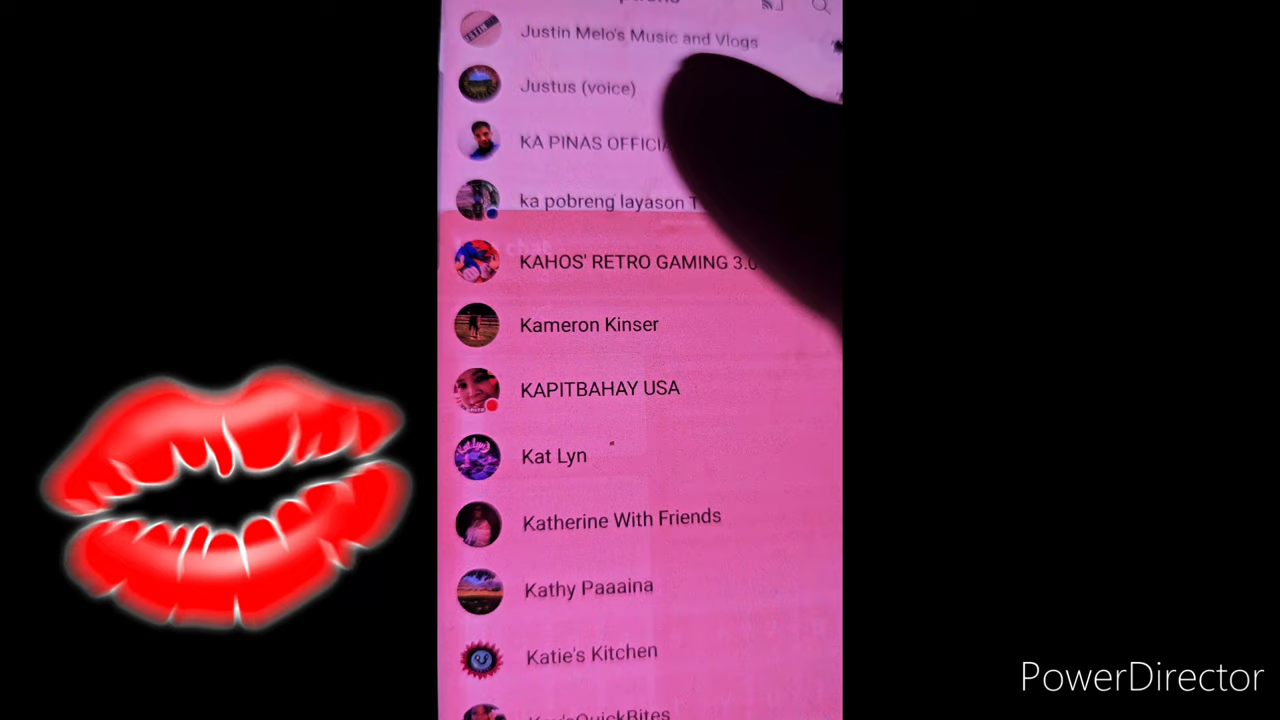 Justin Melo's Music and Vlogs
Justus (voice)
KA PINAS
ka pobreng layason
chat
KAHOS' RETRO GAMING 3.0
Kameron Kinser
KAPITBAHAY USA
Kat Lyn
Katherine With Friends
Kathy Paaaina
Katie's Kitchen
PowerDirector